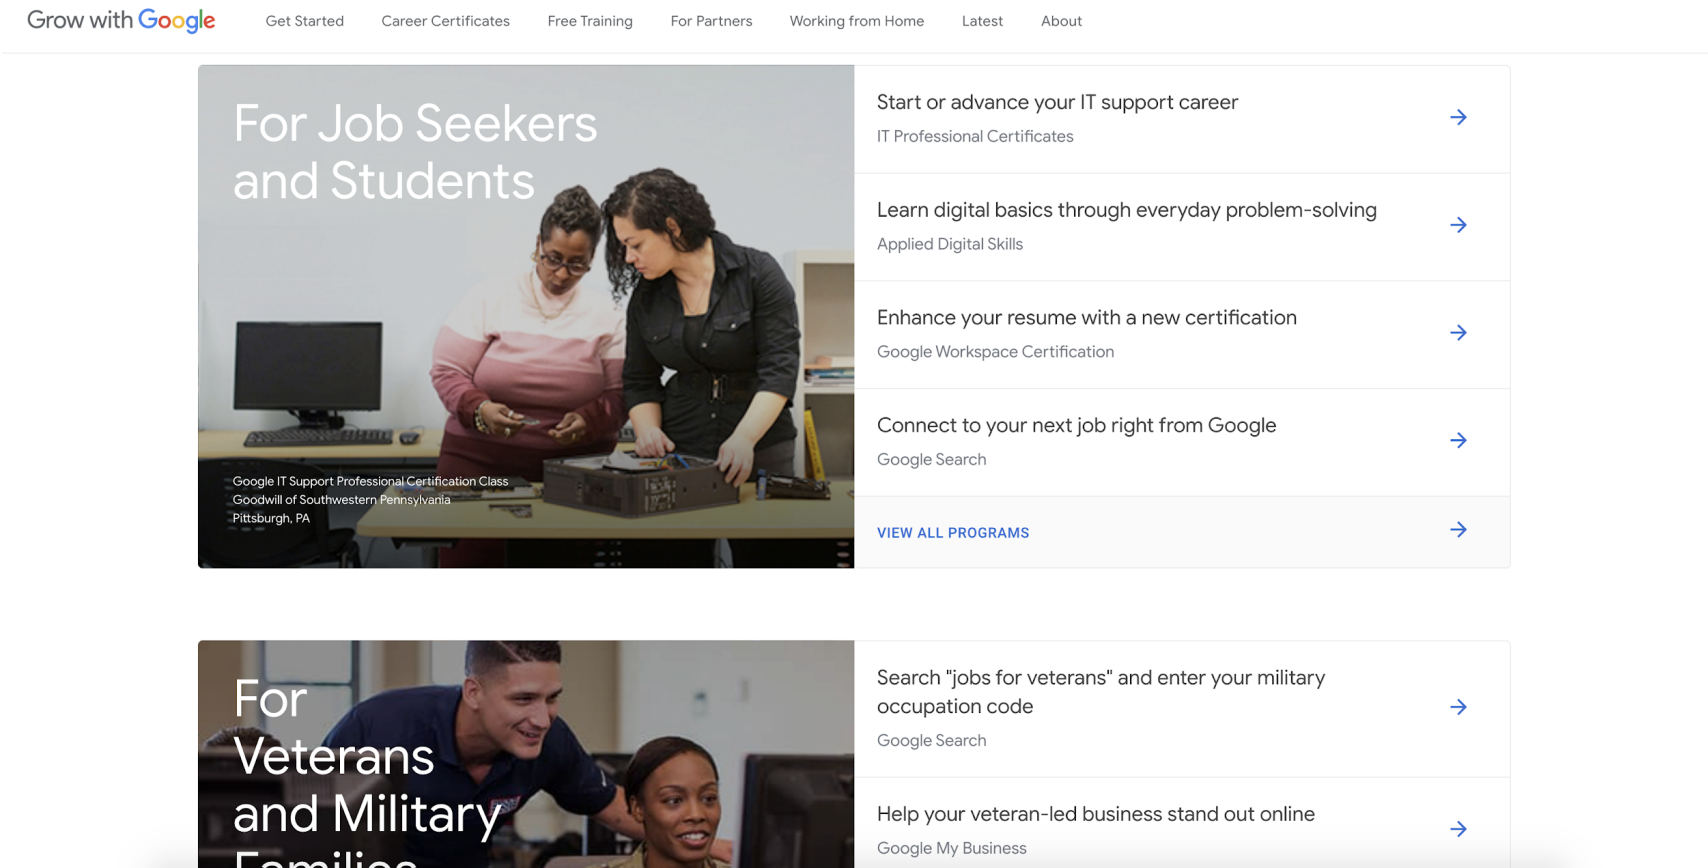 Grow with Google
Get Started
Career Certificates
Free Training
For Partners
Working from Home
Latest
About
For Job Seekers
and Students
Google IT Support Professional Certification Class
Goodwill of Southwestern Pennsylvania
Pittsburgh, PA
Start or advance your IT support career
IT Professional Certificates
Learn digital basics through everyday problem-solving
Applied Digital Skills
Enhance your resume with a new certification
Google Workspace Certification
Connect to your next job right from Google
Google Search
VIEW ALL PROGRAMS
For
Veterans
and Military
Families
Search "jobs for veterans" and enter your military
occupation code
Google Search
Help your veteran-led business stand out online
Google My Business